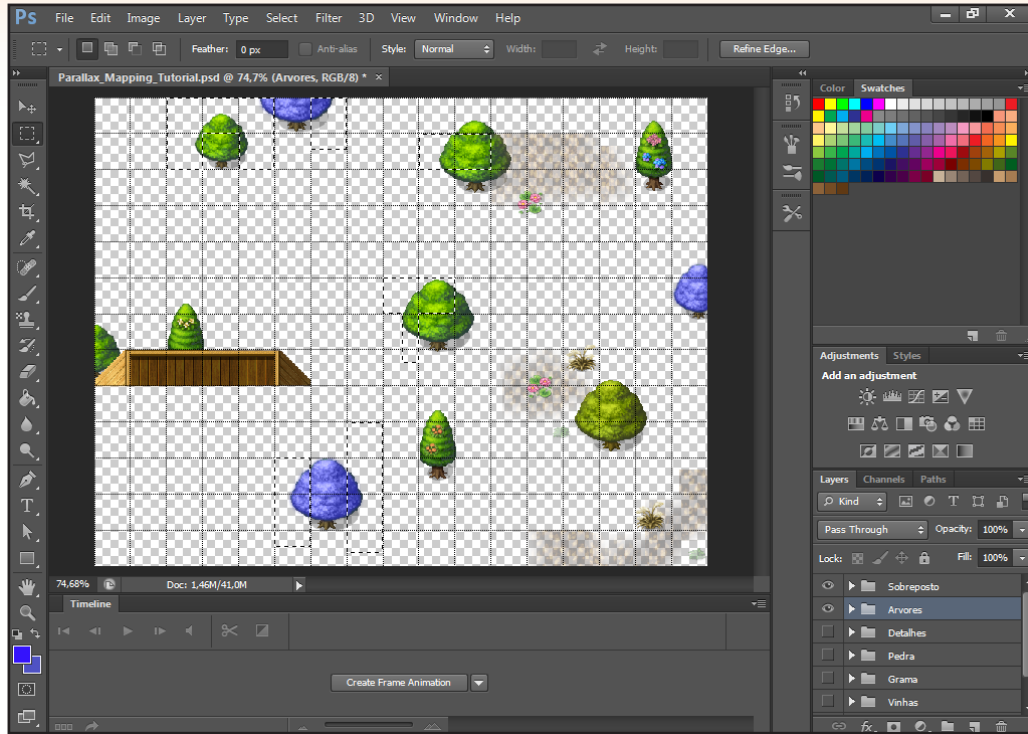 Ps File Edit Image Layer Type Select Filter 3D View Window Help
Feather: 0 px Anti-alias Style: Normal Width: Height: Refine Edge...
Parallax_Mapping_Tutorial.psd @ 74,7% (Arvores, RGB/8) * ×
Color Swatches
Adjustments Styles
Add an adjustment
Layers Channels Paths
Kind
Pass Through Opacity: 100%
Lock: Fill: 100%
74,68% Doc: 1,46M/41,0M
Sobreposto
Timeline
Arvores
Detalhes
Pedra
Create Frame Animation
Grama
Vinhas
fx